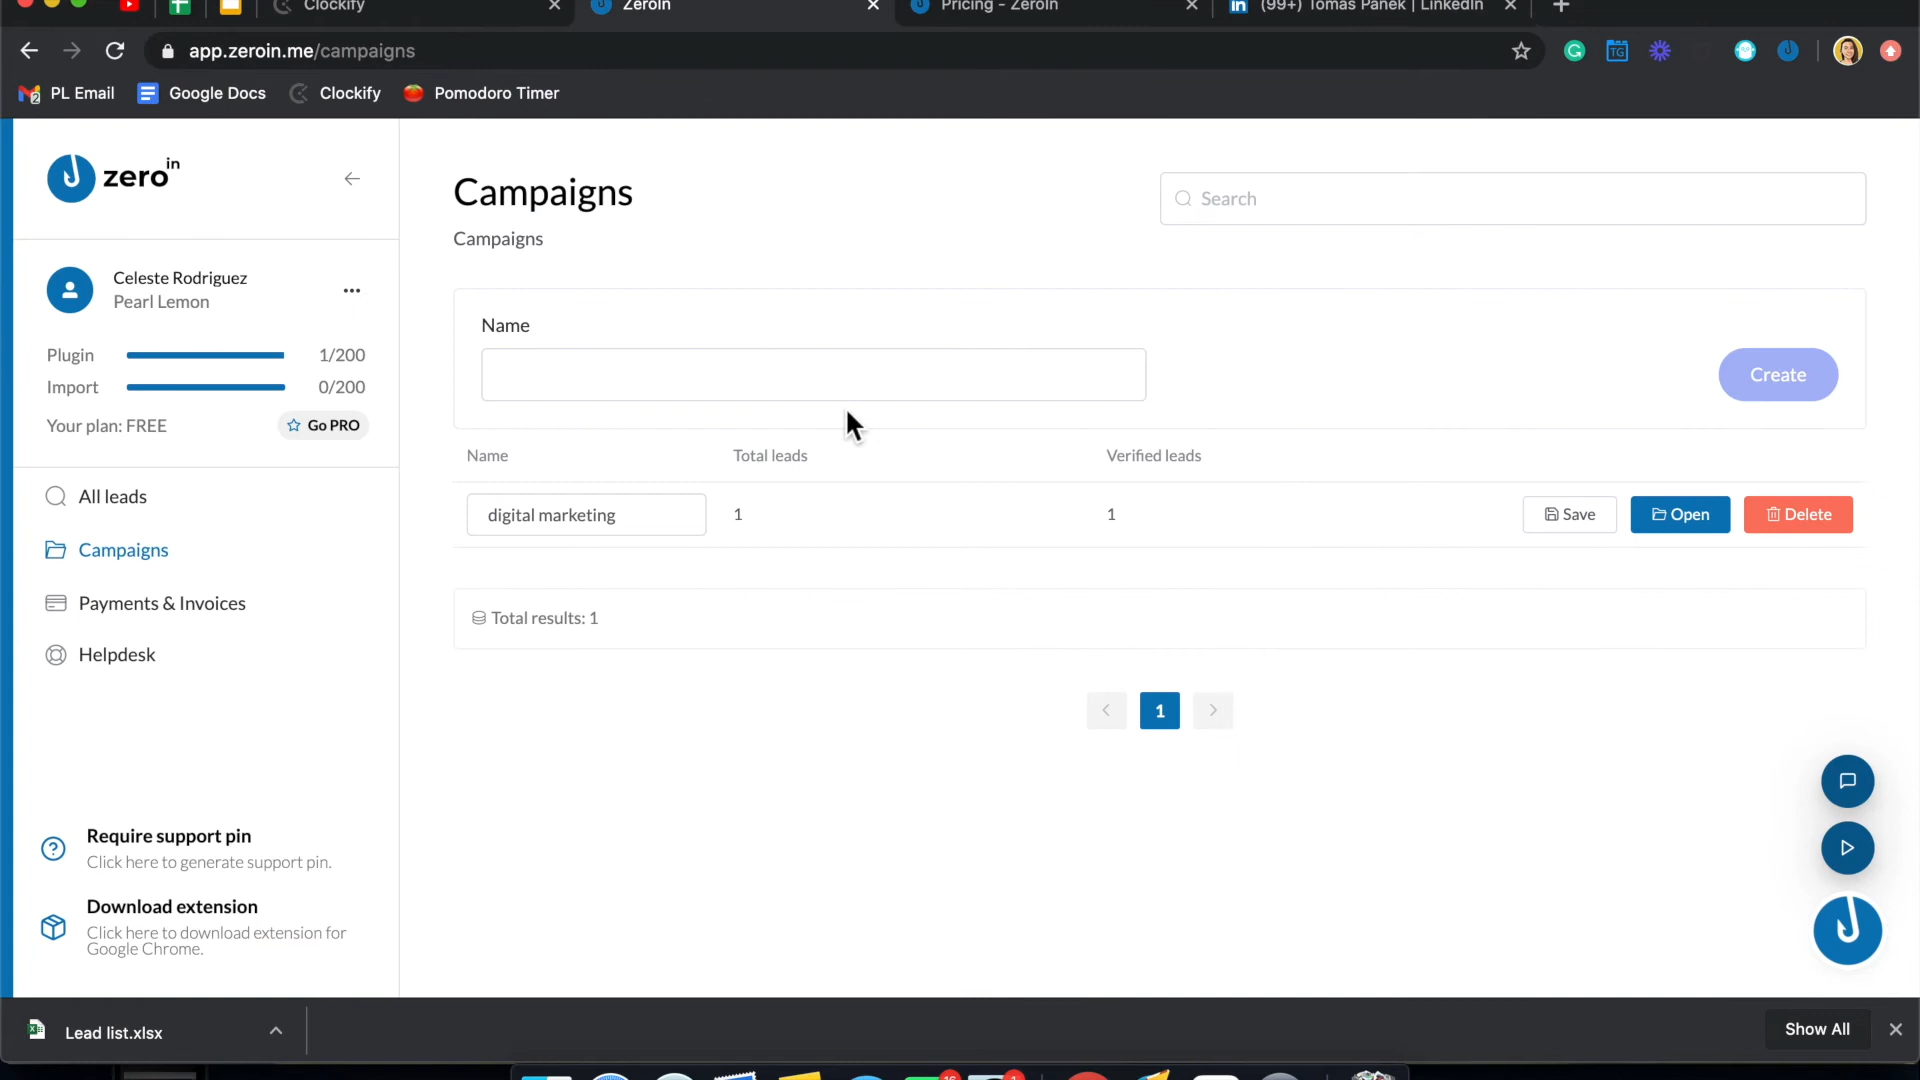 Clockify
ZeroIn
Pricing - ZeroIn
(99+) Tomas Panek | LinkedIn
app.zeroin.me/campaigns
PL Email
Google Docs
Clockify
Pomodoro Timer
zero in
Celeste Rodriguez
Pearl Lemon
Plugin 1/200
Import 0/200
Your plan: FREE
Go PRO
All leads
Campaigns
Payments & Invoices
Helpdesk
Require support pin
Click here to generate support pin.
Download extension
Click here to download extension for
Google Chrome.
Campaigns
Campaigns
Search
Name
Create
Name Total leads Verified leads
digital marketing 1 1 Save Open Delete
Total results: 1
1
Lead list.xlsx
Show All